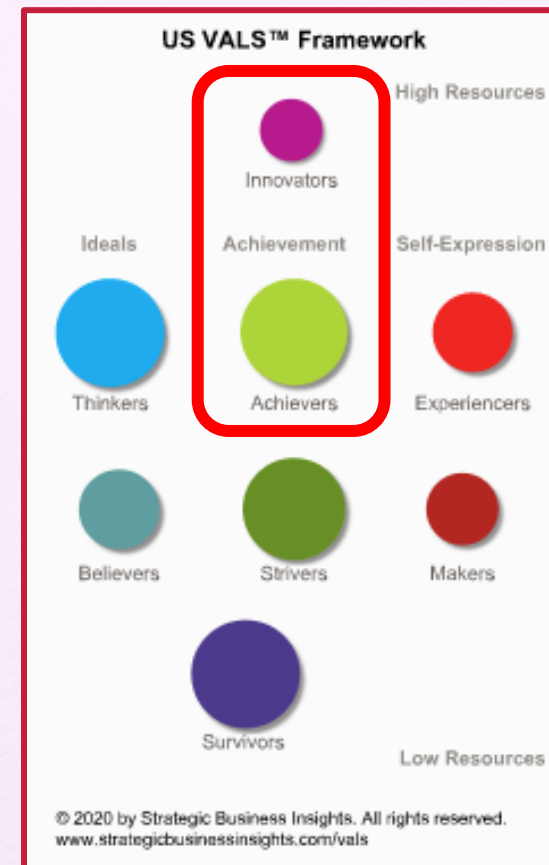 US VALS™ Framework
High Resources
Innovators
Ideals Achievement Self-Expression
Thinkers Achievers Experiencers
Believers Strivers Makers
Survivors
Low Resources
© 2020 by Strategic Business Insights. All rights reserved.
www.strategicbusinessinsights.com/vals